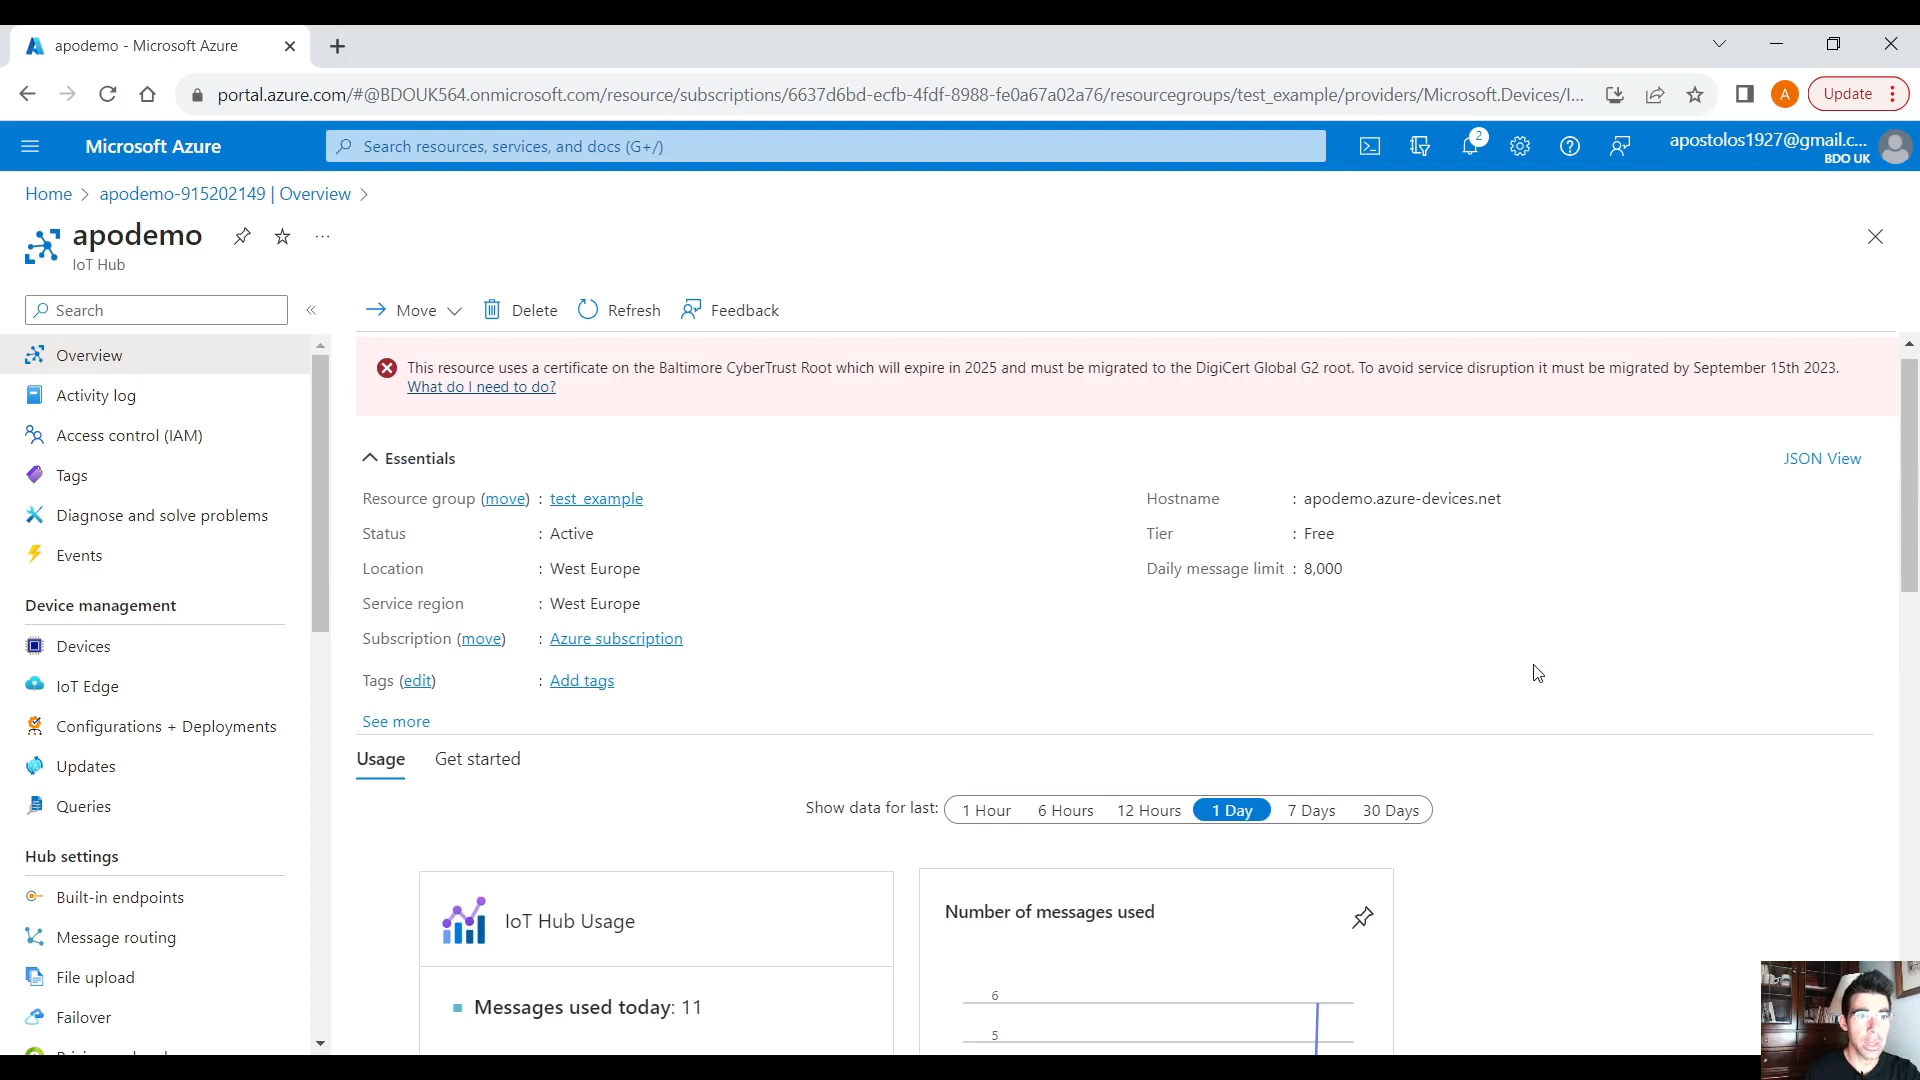 apodemo - Microsoft Azure
portal.azure.com/#@BDOUK564.onmicrosoft.com/resource/subscriptions/6637d6bd-ecfb-4fdf-8988-fe0a67a02a76/resourcegroups/test_example/providers/Microsoft.Devices/I...
A
Update
Microsoft Azure
Search resources, services, and docs (G+/)
2
apostolos1927@gmail.c...
BDO UK
Home > apodemo-915202149 | Overview >
apodemo
IoT Hub
Search
Move
Delete
Refresh
Feedback
Overview
Activity log
Access control (IAM)
Tags
Diagnose and solve problems
Events
Device management
Devices
IoT Edge
Configurations + Deployments
Updates
Queries
Hub settings
Built-in endpoints
Message routing
File upload
Failover
This resource uses a certificate on the Baltimore CyberTrust Root which will expire in 2025 and must be migrated to the DigiCert Global G2 root. To avoid service disruption it must be migrated by September 15th 2023.
What do I need to do?
Essentials
JSON View
Resource group (move) : test_example
Status : Active
Location : West Europe
Service region : West Europe
Subscription (move) : Azure subscription
Tags (edit) : Add tags
See more
Hostname : apodemo.azure-devices.net
Tier : Free
Daily message limit : 8,000
Usage
Get started
Show data for last: 1 Hour 6 Hours 12 Hours 1 Day 7 Days 30 Days
IoT Hub Usage
Messages used today: 11
Number of messages used
6
5